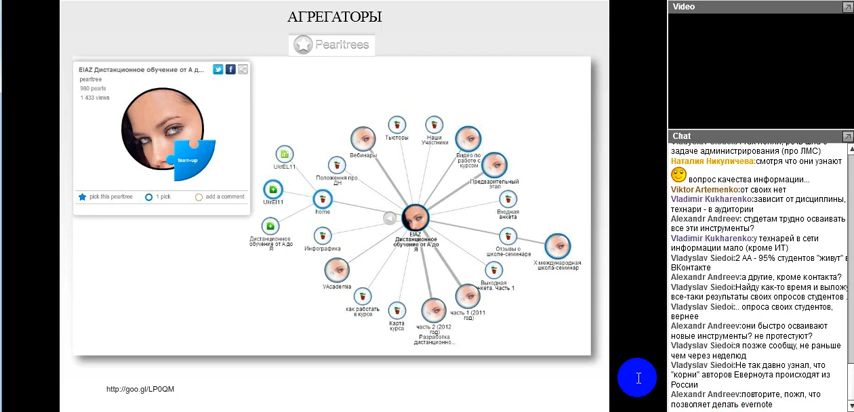 АГРЕГАТОРЫ
Pearltrees
EIAZ Дистанционное обучение от А д...
pearltree
980 pearls
1 433 views
team-up
pick this pearltree
1 pick
add a comment
Тьюторы
Наши
Участники
Вебинары
Видео по
работе с
курсом
UkrEL11
Положения про
ДН
Предварительный
этап
UkrEl11
home
Входная
анкета
EIAZ
Дистанционное
обучение от А до
Я
Дистанционное
обучение от А до
Я
Инфографика
Отзывы о
школе-семинаре
X международная
школа-семинар
VAcademia
Выходная
анкета. Часть 1
как работать
в курсе
Карта
курса
часть 2 (2012
год)
Разработка
дистанционно...
часть 1 (2011
год)
http://goo.gl/LP0QM
Video
Chat
задаче администрирования (про ЛМС)
Наталия Никуличева:смотря что они узнают
вопрос качества информации...
Viktor Artemenko:от своих нет
Vladimir Kukharenko:зависит от дисциплины,
технари - в аудитории
Alexandr Andreev: студетам трудно осваивать
все эти инструменты?
Vladimir Kukharenko:у технарей в сети
информации мало (кроме ИТ)
Vladyslav Siedoi:2 АА - 95% студентов "живут" в
ВКонтакте
Alexandr Andreev:а другие, кроме контакта?
Vladyslav Siedoi:Найду как-то время и выложу
все-таки результаты своих опросов студентов
Vladyslav Siedoi:.. опроса своих студентов,
вернее
Alexandr Andreev:они быстро осваивают
новые инструменты? не протестуют?
Vladyslav Siedoi:я позже сообщу, не раньше
чем через неделюд
Vladyslav Siedoi:Не так давно узнал, что
"корни" авторов Еверноута происходят из
России
Alexandr Andreev:повторите, пожл, что
позволяет делать evernote